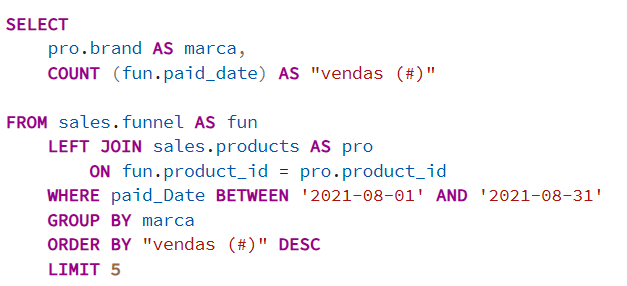 SELECT
pro.brand AS marca,
COUNT (fun.paid_date) AS "vendas (#)"
FROM sales.funnel AS fun
LEFT JOIN sales.products AS pro
ON fun.product_id = pro.product_id
WHERE paid_Date BETWEEN '2021-08-01' AND '2021-08-31'
GROUP BY marca
ORDER BY "vendas (#)" DESC
LIMIT 5